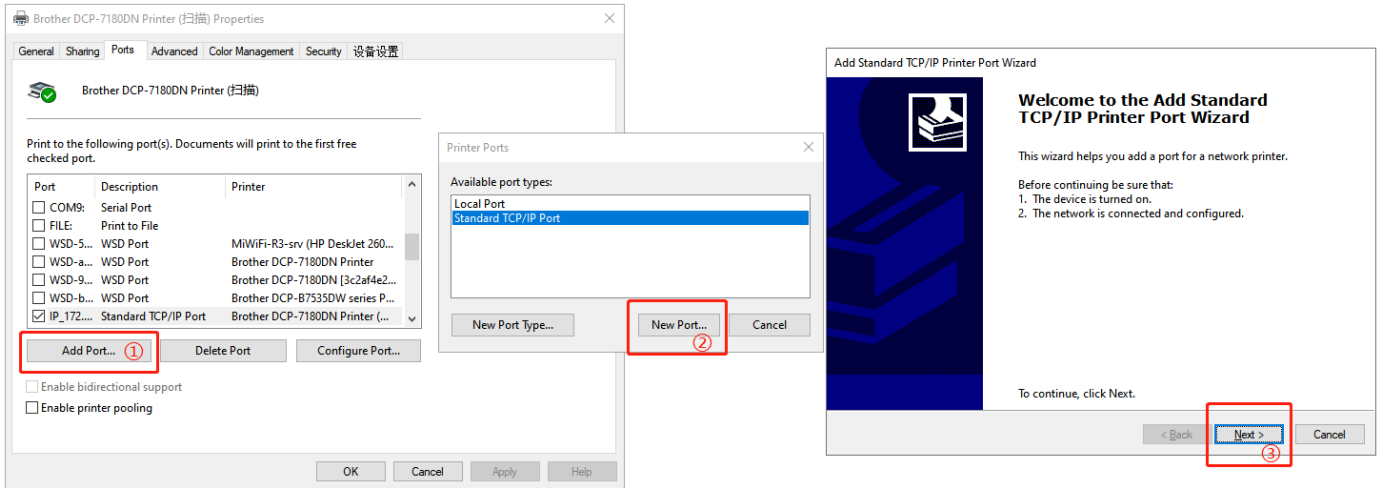 Brother DCP-7180DN Printer (扫描) Properties
General Sharing Ports Advanced Color Management Security 设备设置
Brother DCP-7180DN Printer (扫描)
Print to the following port(s). Documents will print to the first free
checked port.
Port Description Printer
COM9: Serial Port
FILE: Print to File
WSD-5... WSD Port MiWiFi-R3-srv (HP DeskJet 260...
WSD-a... WSD Port Brother DCP-7180DN Printer
WSD-9... WSD Port Brother DCP-7180DN [3c2af4e2...
WSD-b... WSD Port Brother DCP-B7535DW series P...
IP_172.... Standard TCP/IP Port Brother DCP-7180DN Printer (...
Add Port... ① Delete Port Configure Port...
Enable bidirectional support
Enable printer pooling
OK Cancel Apply Help
Printer Ports
Available port types:
Local Port
Standard TCP/IP Port
New Port Type... New Port... Cancel
②
Add Standard TCP/IP Printer Port Wizard
Welcome to the Add Standard
TCP/IP Printer Port Wizard
This wizard helps you add a port for a network printer.
Before continuing be sure that:
1. The device is turned on.
2. The network is connected and configured.
To continue, click Next.
< Back Next > Cancel
③